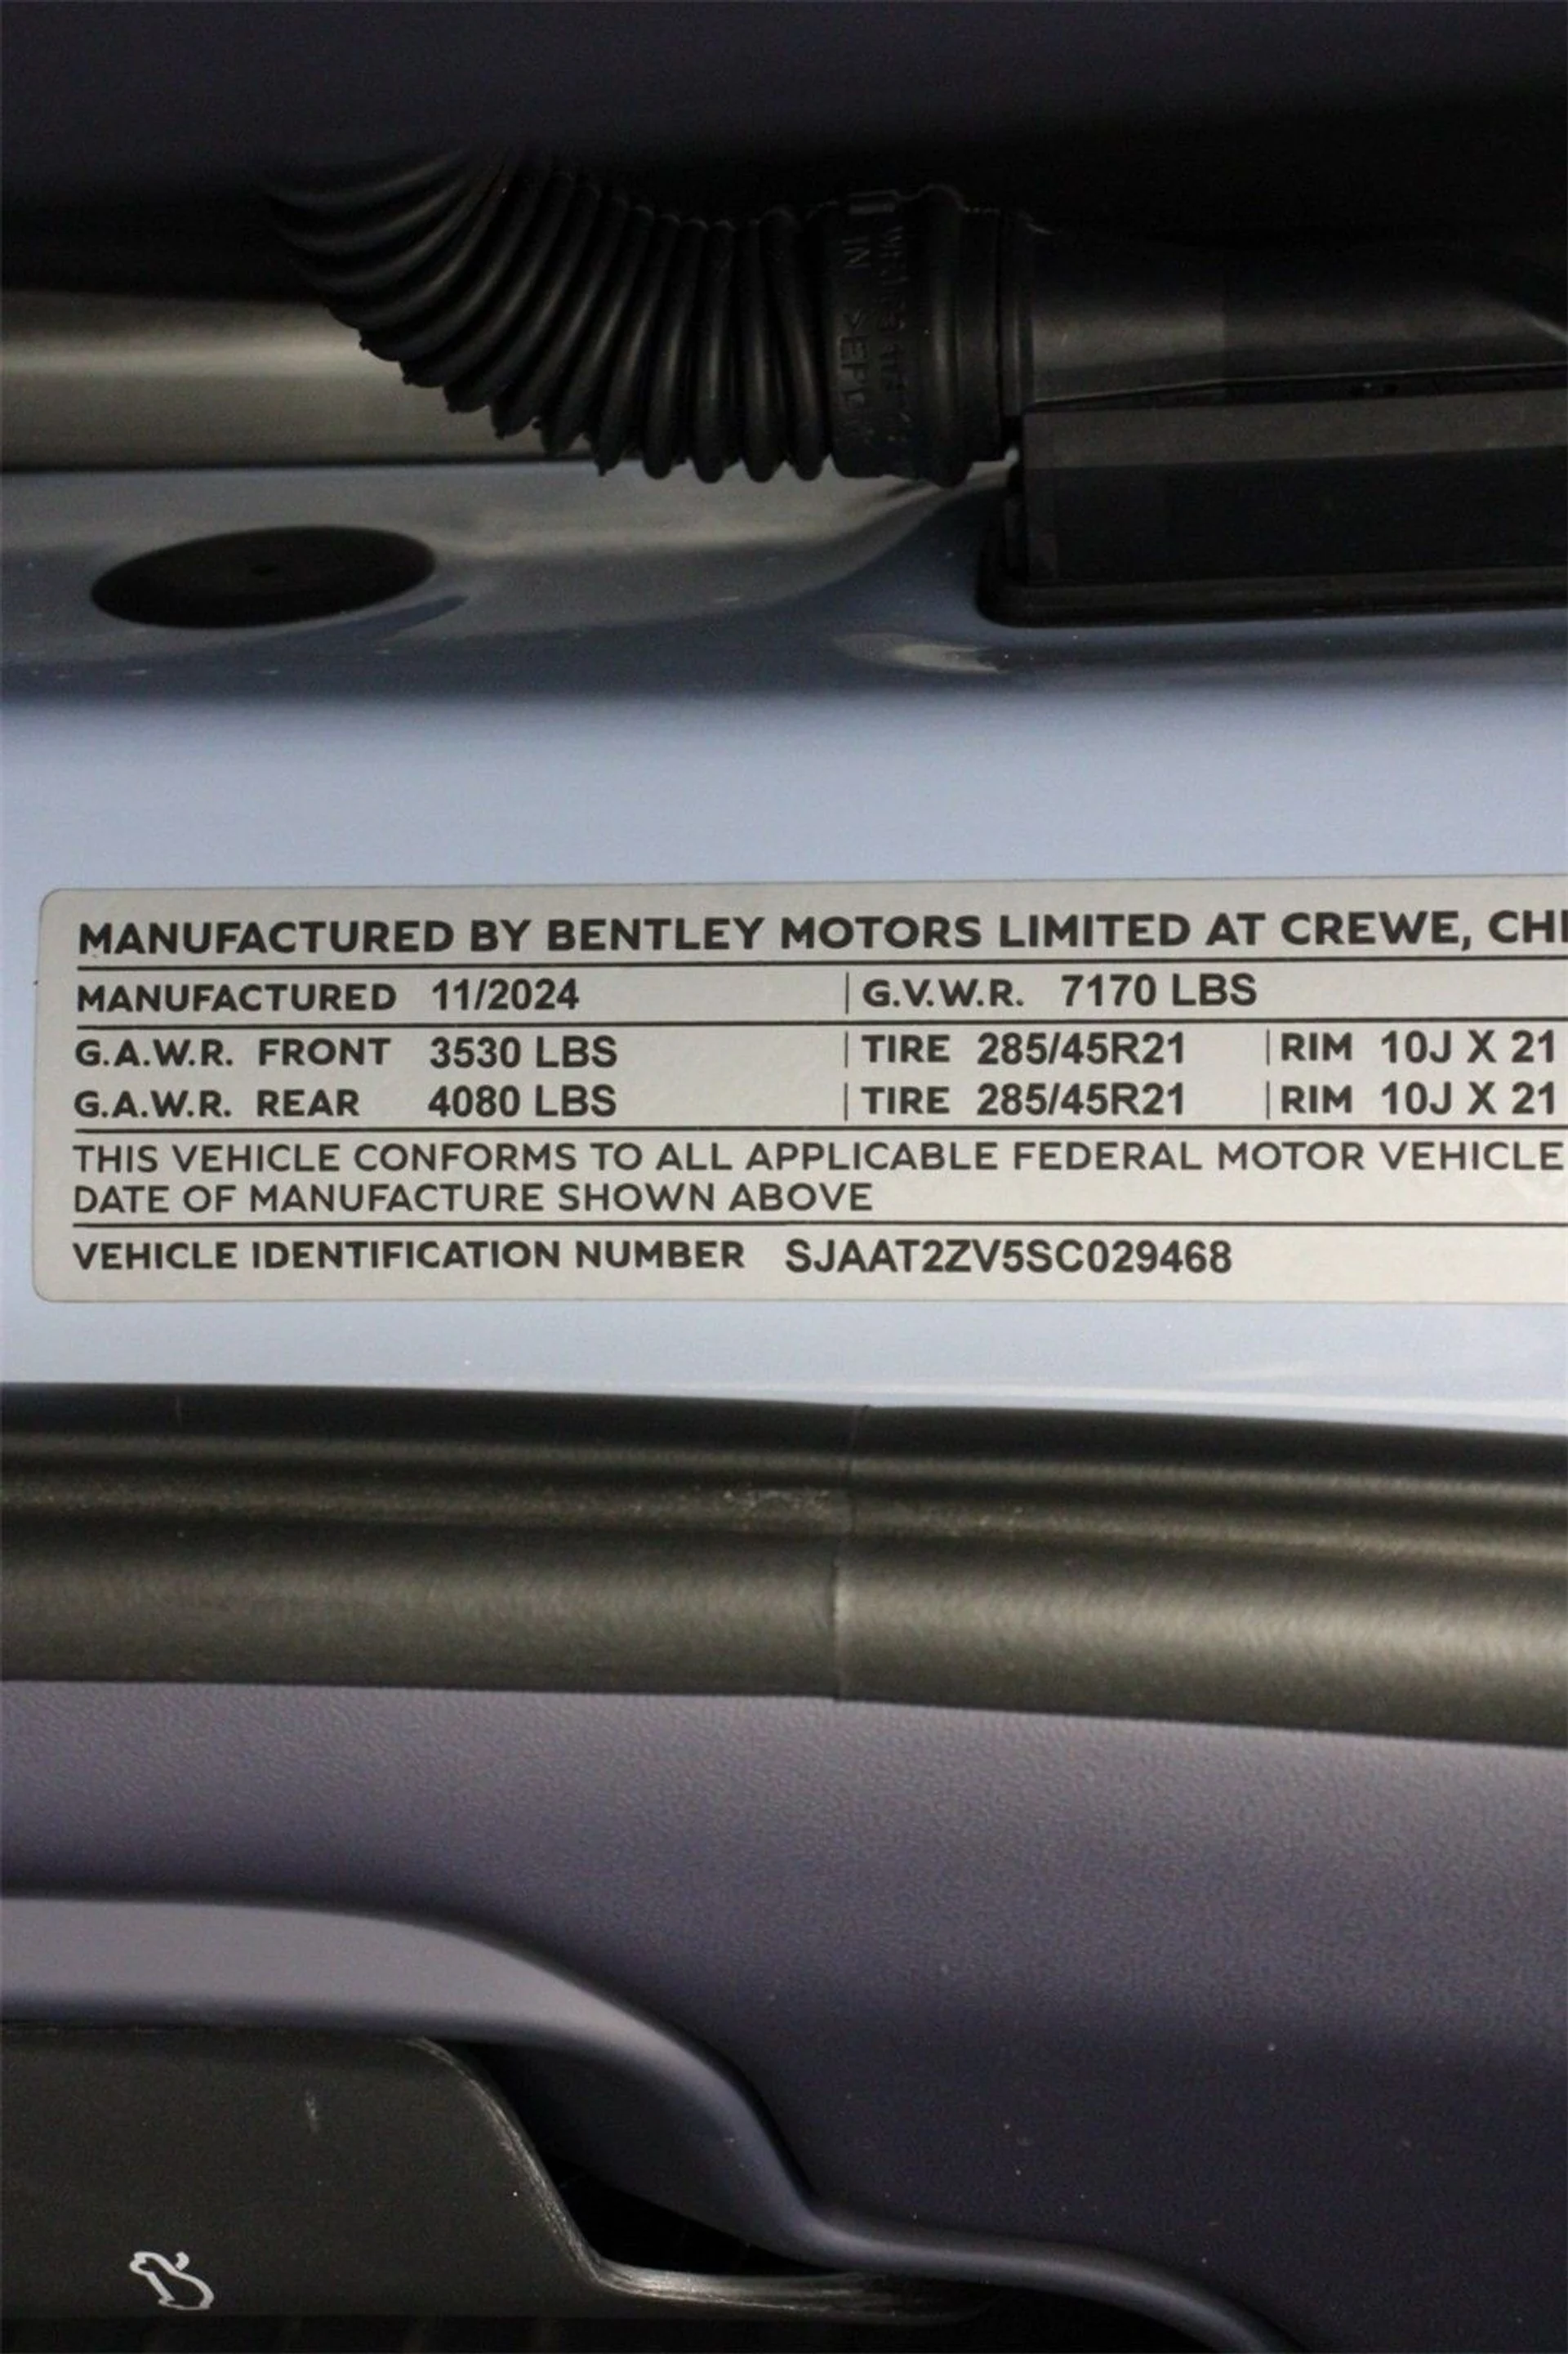 MANUFACTURED BY BENTLEY MOTORS LIMITED AT CREWE,
MANUFACTURED 11/2024 | G.V.W.R. 7170 LBS
G.A.W.R. FRONT 3530 LBS | TIRE 285/45R21 | RIM 10J X 21
G.A.W.R. REAR 4080 LBS | TIRE 285/45R21 | RIM 10J X 21
THIS VEHICLE CONFORMS TO ALL APPLICABLE FEDERAL MOTOR VEHICLE
DATE OF MANUFACTURE SHOWN ABOVE
VEHICLE IDENTIFICATION NUMBER SJAAT2ZV5SC029468